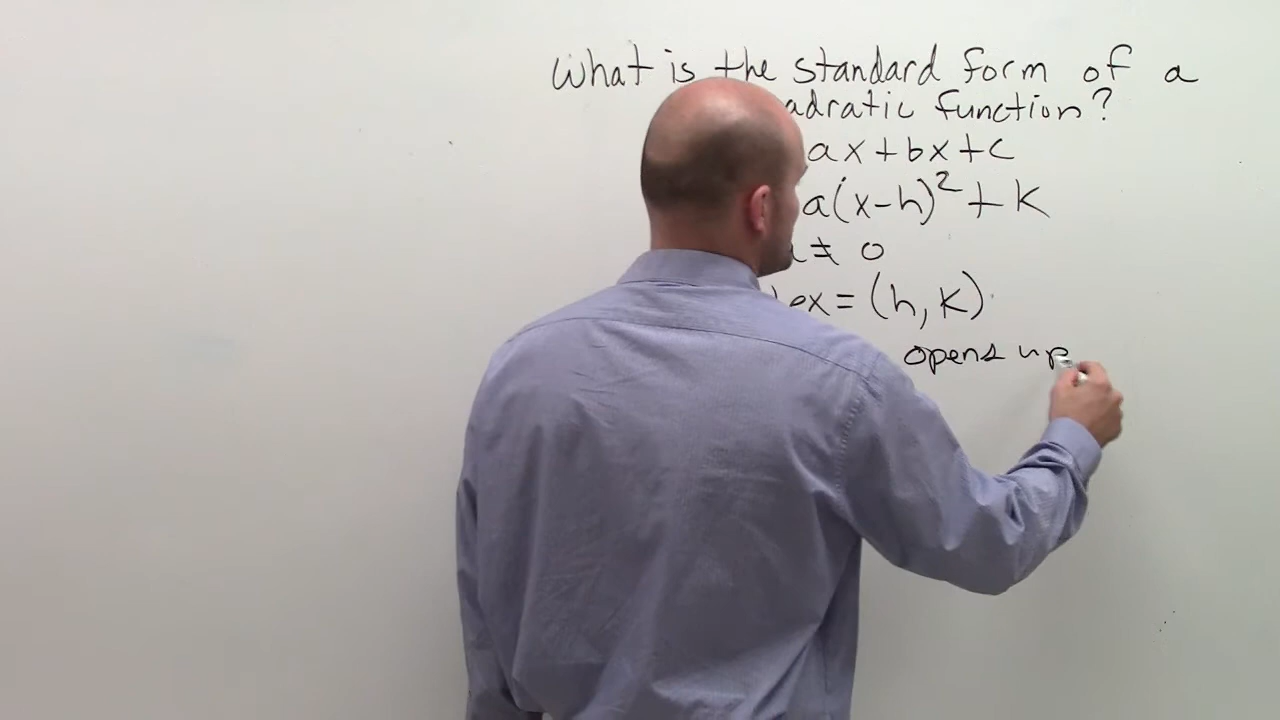 What is the standard form of a
adratic function?
ax+bx+c
a(x-h)²+k
≠ 0
ex = (h,k)
opens up